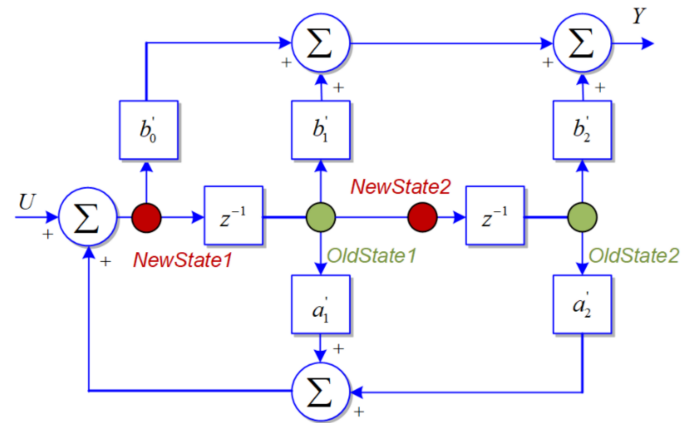 Y
Σ
Σ
+
+
+
+
b'₀
b'₁
b'₂
NewState2
U
Σ
z⁻¹
z⁻¹
+
+
NewState1
OldState1
OldState2
a'₁
a'₂
+
Σ
+